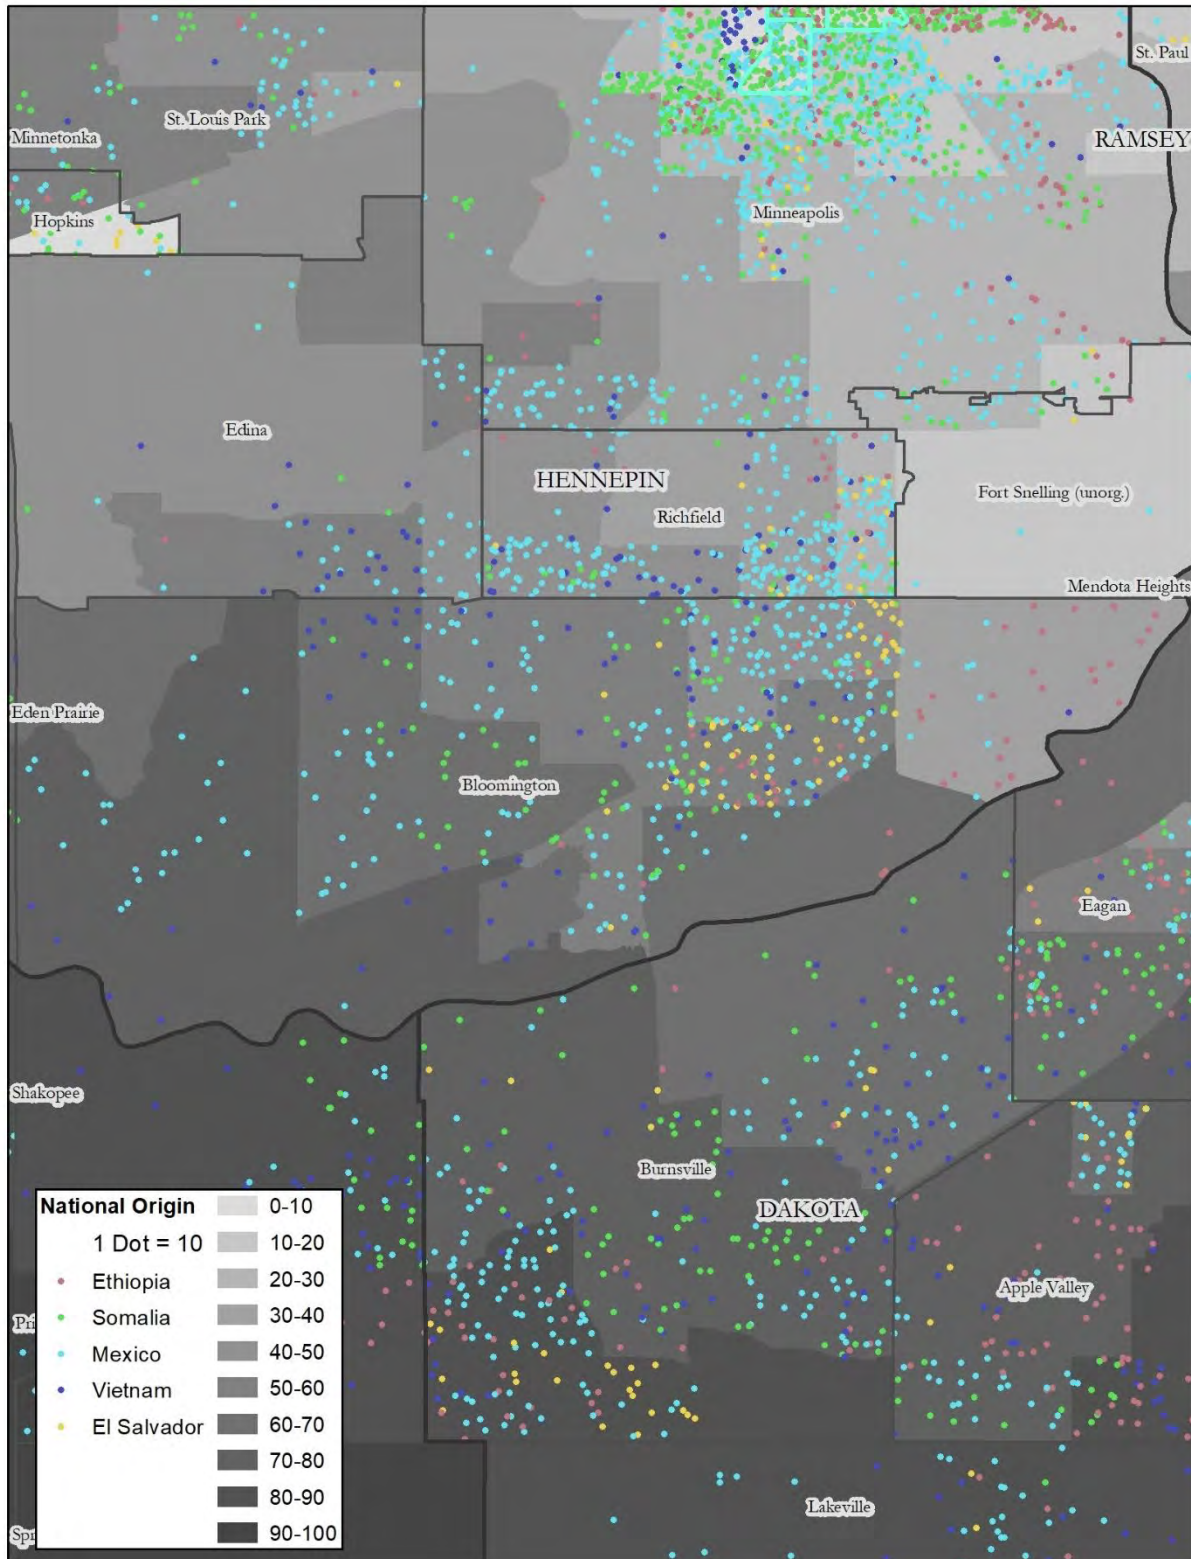 St. Paul
St. Louis Park
Minnetonka
RAMSEY
Hopkins
Minneapolis
Edina
HENNEPIN
Fort Snelling (unorg.)
Richfield
Mendota Heights
Eden Prairie
Bloomington
Eagan
Shakopee
Burnsville
DAKOTA
Apple Valley
Pri
Lakeville
Spr
National Origin
1 Dot = 10
Ethiopia
Somalia
Mexico
Vietnam
El Salvador
0-10
10-20
20-30
30-40
40-50
50-60
60-70
70-80
80-90
90-100